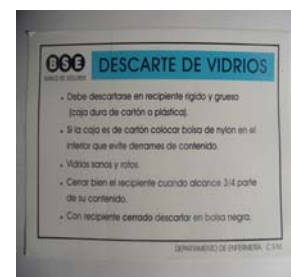 BSE DESCARTE DE VIDRIOS
BANCO DE SEGUROS
• Debe descartarse en recipiente rígido y grueso
(caja dura de cartón o plástica).
• Si la caja es de cartón colocar bolsa de nylon en el
interior que evite derrames de contenido.
• Vidrios sanos y rotos.
• Cerrar bien el recipiente cuando alcance 3/4 parte
de su contenido.
• Con recipiente cerrado descartar en bolsa negra.
DEPARTAMENTO DE ENFERMERÍA. C.S.M.